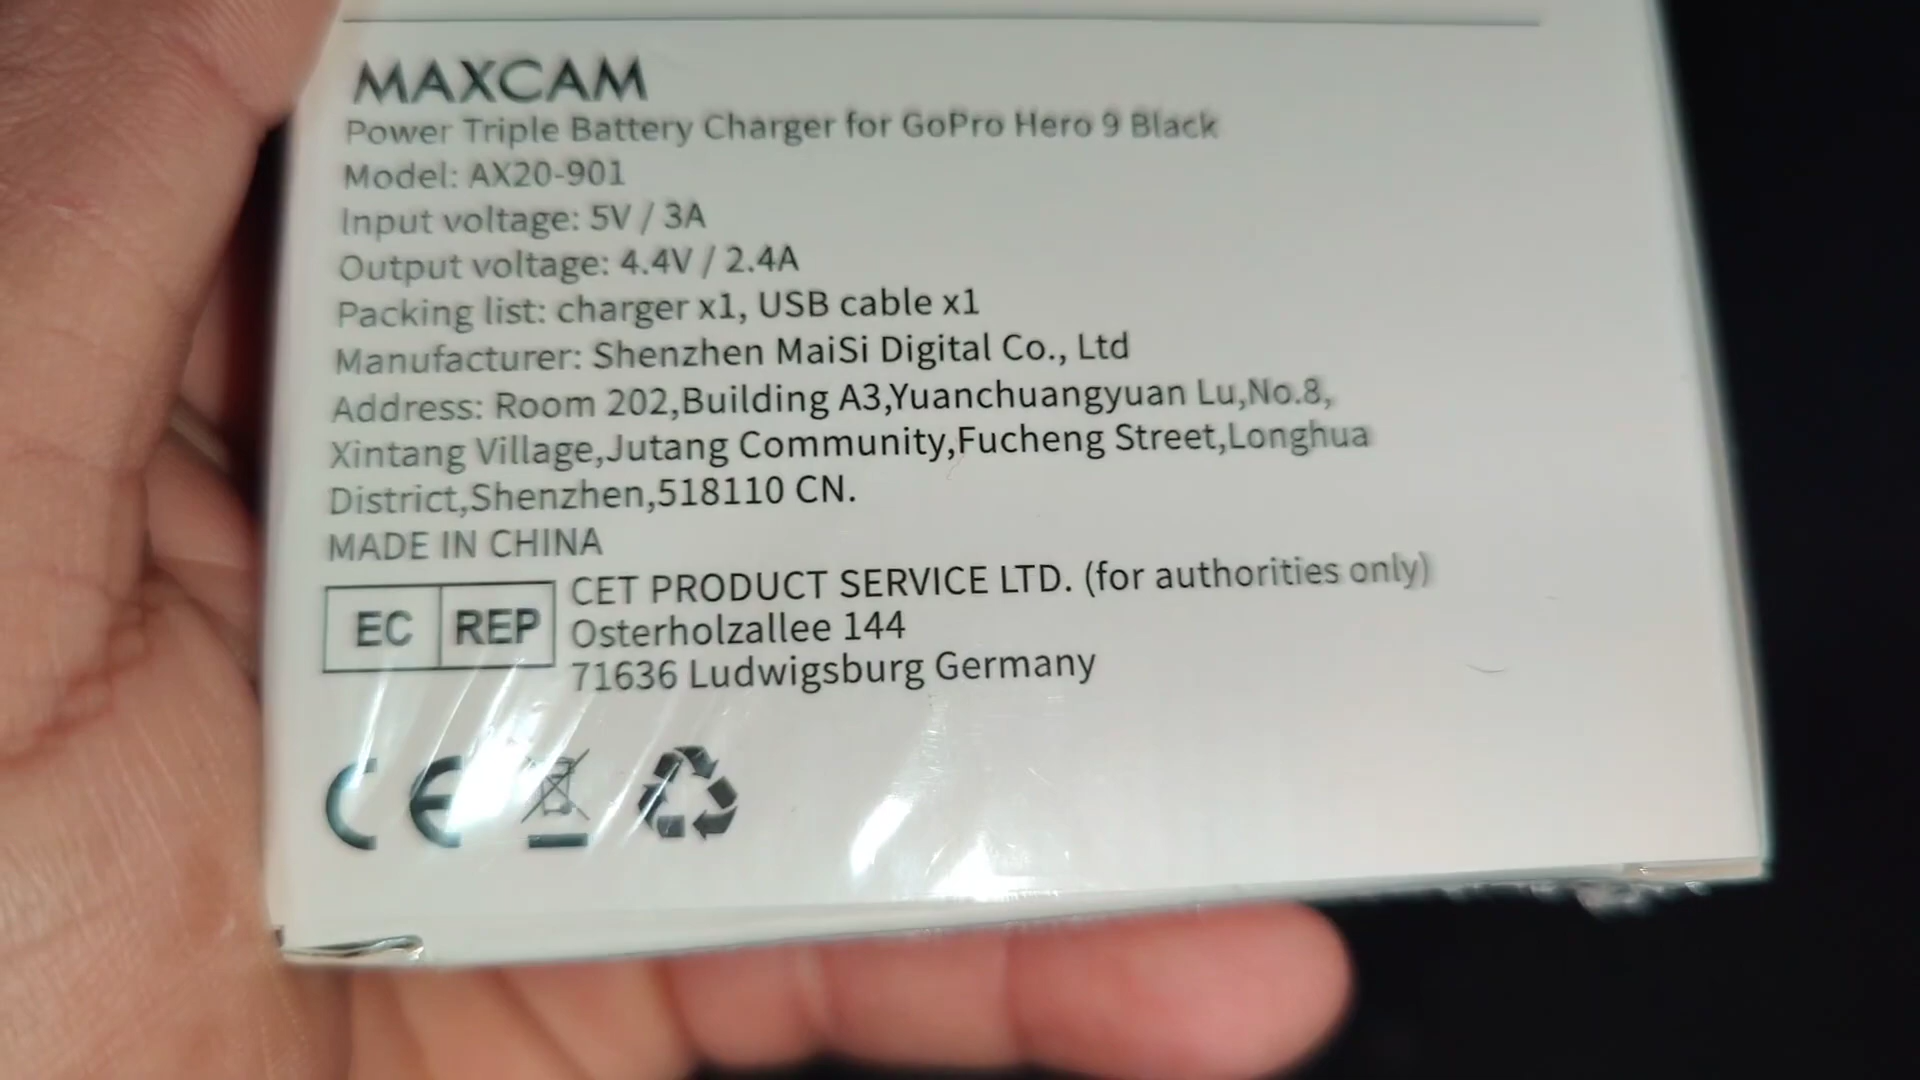 MAXCAM
Power Triple Battery Charger for GoPro Hero 9 Black
Model: AX20-901
Input voltage: 5V / 3A
Output voltage: 4.4V / 2.4A
Packing list: charger x1, USB cable x1
Manufacturer: Shenzhen MaiSi Digital Co., Ltd
Address: Room 202,Building A3,Yuanchuangyuan Lu,No.8,
Xintang Village,Jutang Community,Fucheng Street,Longhua
District,Shenzhen,518110 CN.
MADE IN CHINA
EC REP
CET PRODUCT SERVICE LTD. (for authorities only)
Osterholzallee 144
71636 Ludwigsburg Germany
CE